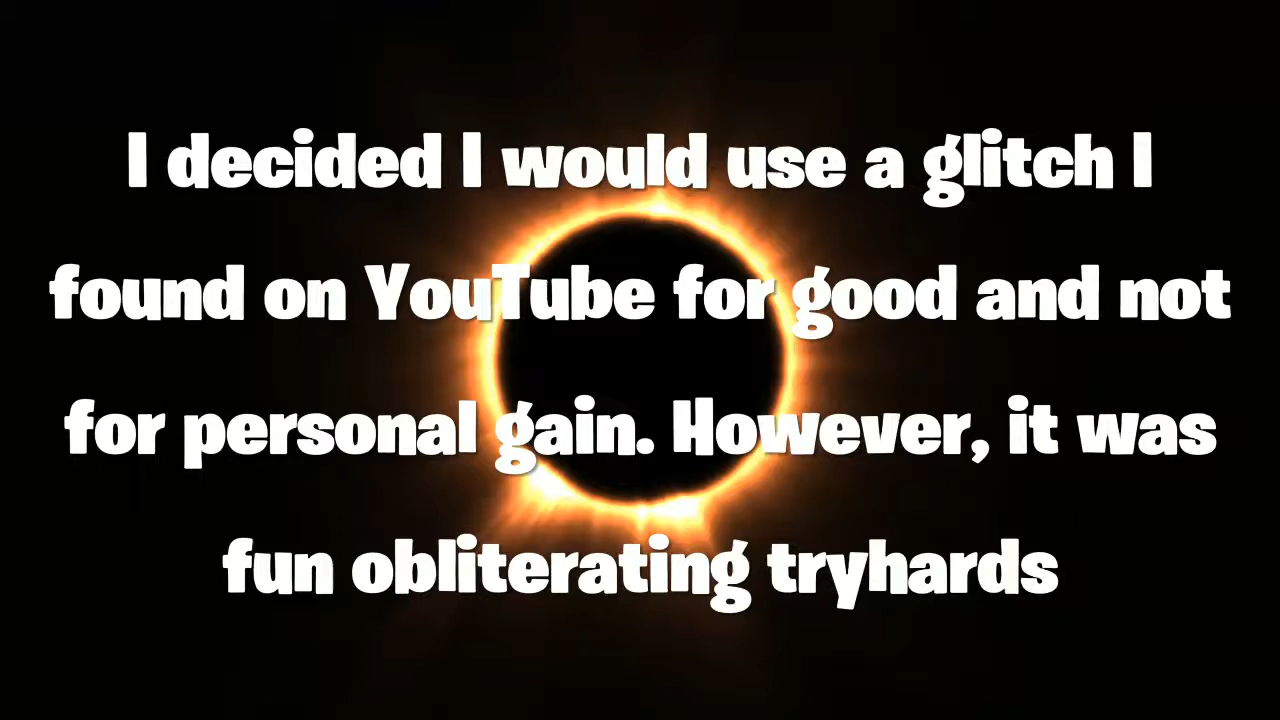 I decided I would use a glitch I
found on YouTube for good and not
for personal gain. However, it was
fun obliterating tryhards